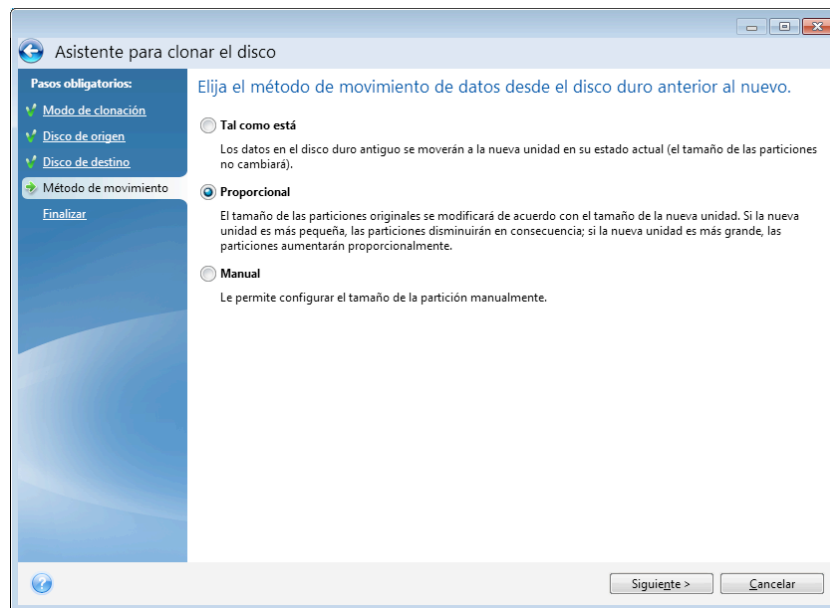 Asistente para clonar el disco
Pasos obligatorios:
Modo de clonación
Disco de origen
Disco de destino
Método de movimiento
Finalizar
Elija el método de movimiento de datos desde el disco duro anterior al nuevo.
Tal como está
Los datos en el disco duro antiguo se moverán a la nueva unidad en su estado actual (el tamaño de las particiones
no cambiará).
Proporcional
El tamaño de las particiones originales se modificará de acuerdo con el tamaño de la nueva unidad. Si la nueva
unidad es más pequeña, las particiones disminuirán en consecuencia; si la nueva unidad es más grande, las
particiones aumentarán proporcionalmente.
Manual
Le permite configurar el tamaño de la partición manualmente.
Siguiente >
Cancelar